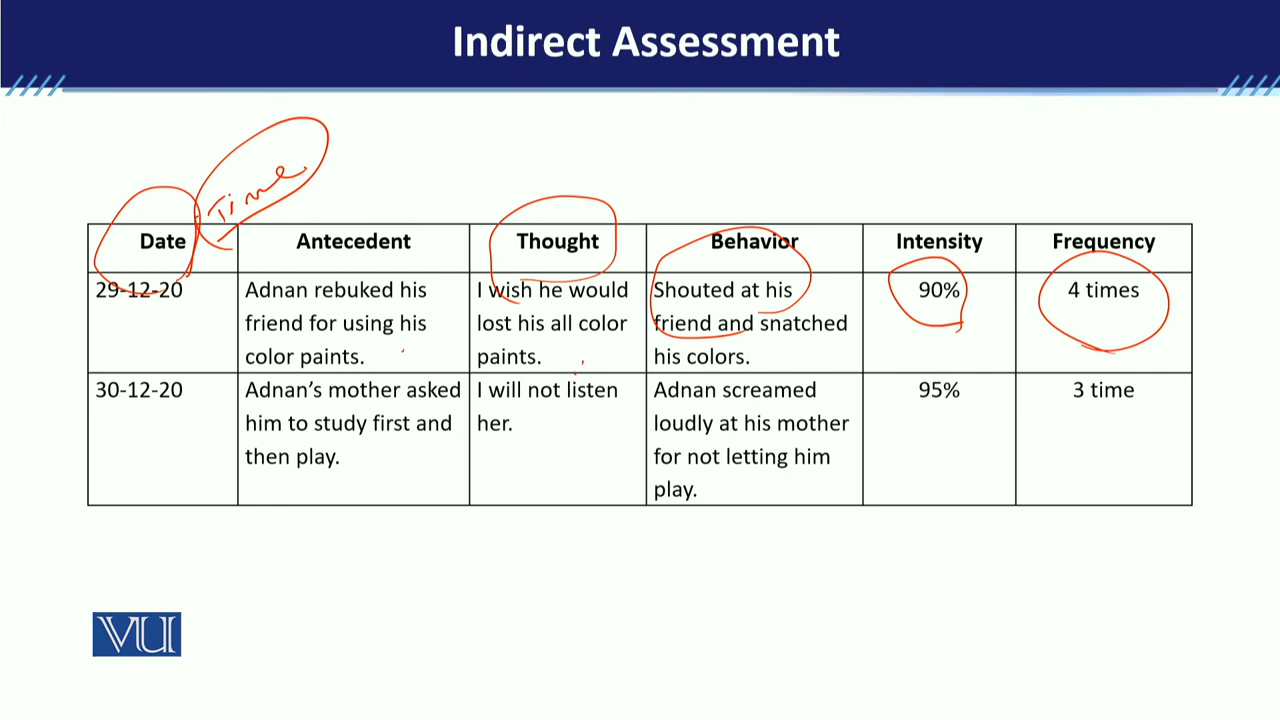 Indirect Assessment
Time
Date Antecedent Thought Behavior Intensity Frequency
29-12-20 Adnan rebuked his I wish he would Shouted at his 90% 4 times
friend for using his lost his all color friend and snatched
color paints. paints. his colors.
30-12-20 Adnan's mother asked I will not listen Adnan screamed 95% 3 time
him to study first and her. loudly at his mother
then play. for not letting him
play.
VU